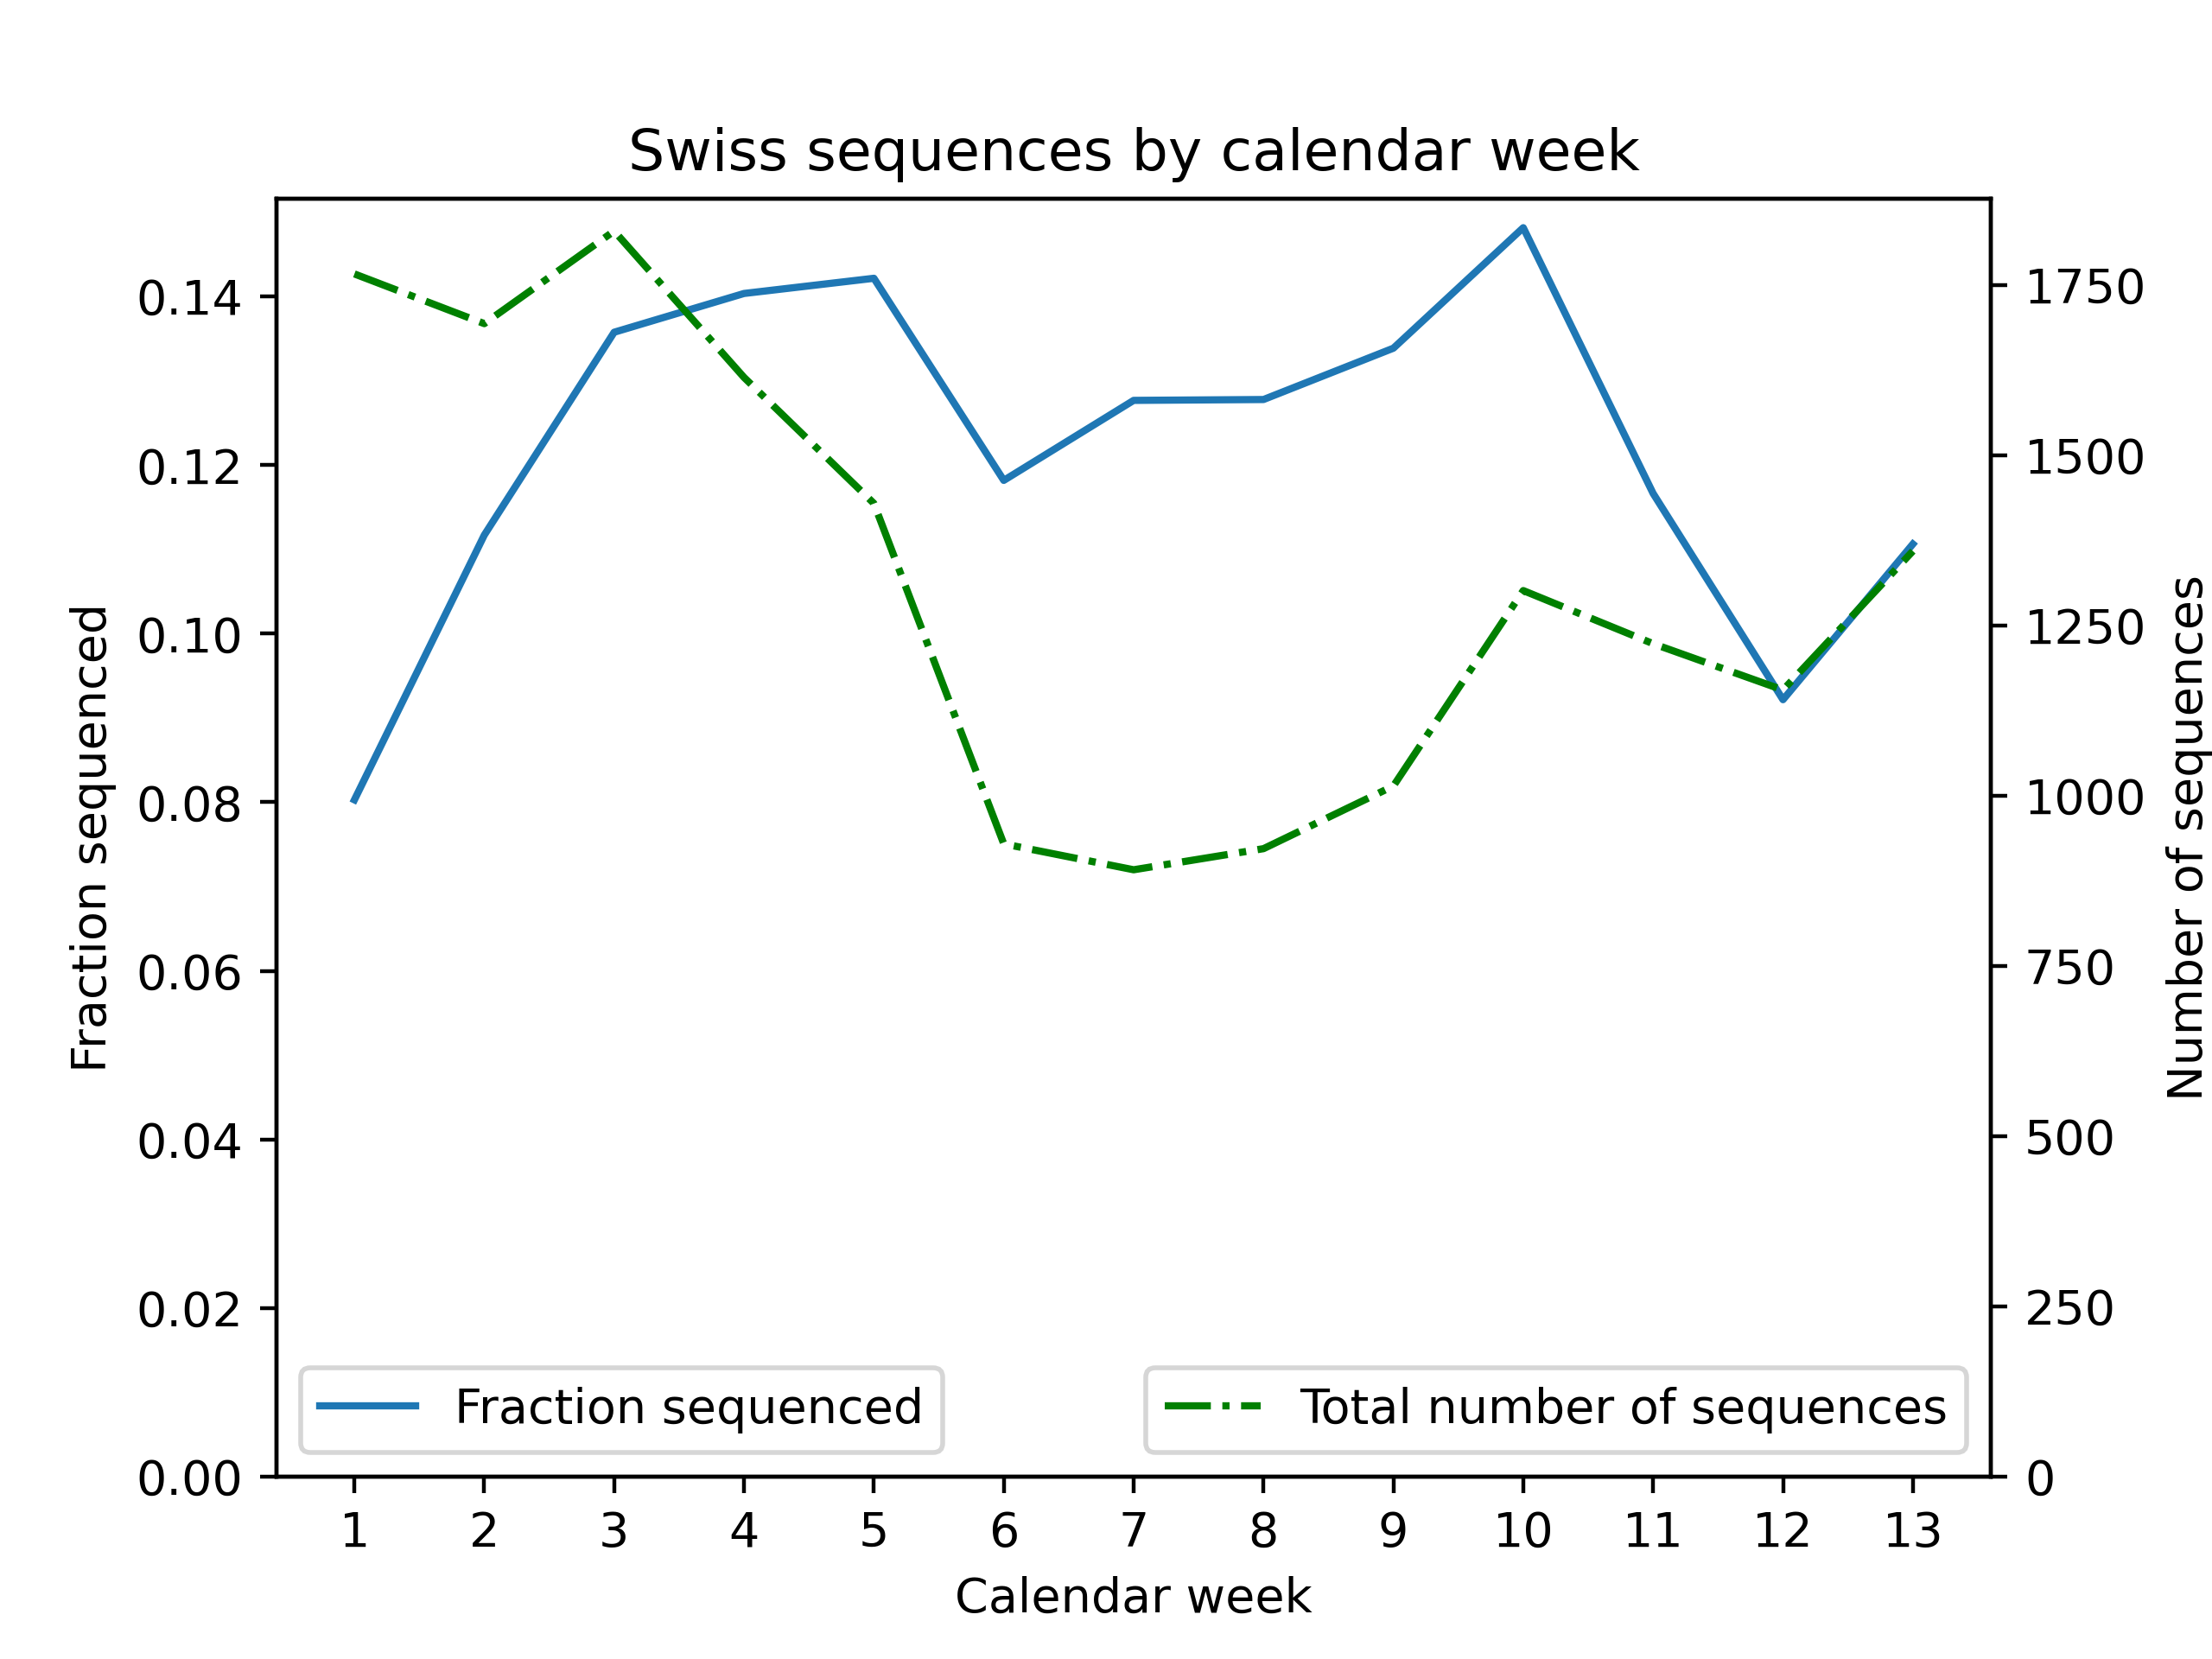 Swiss sequences by calendar week
Fraction sequenced
0.14
0.12
0.10
0.08
0.06
0.04
0.02
0.00
1750
1500
1250
1000
750
500
250
0
Number of sequences
Fraction sequenced
Total number of sequences
1 2 3 4 5 6 7 8 9 10 11 12 13
Calendar week